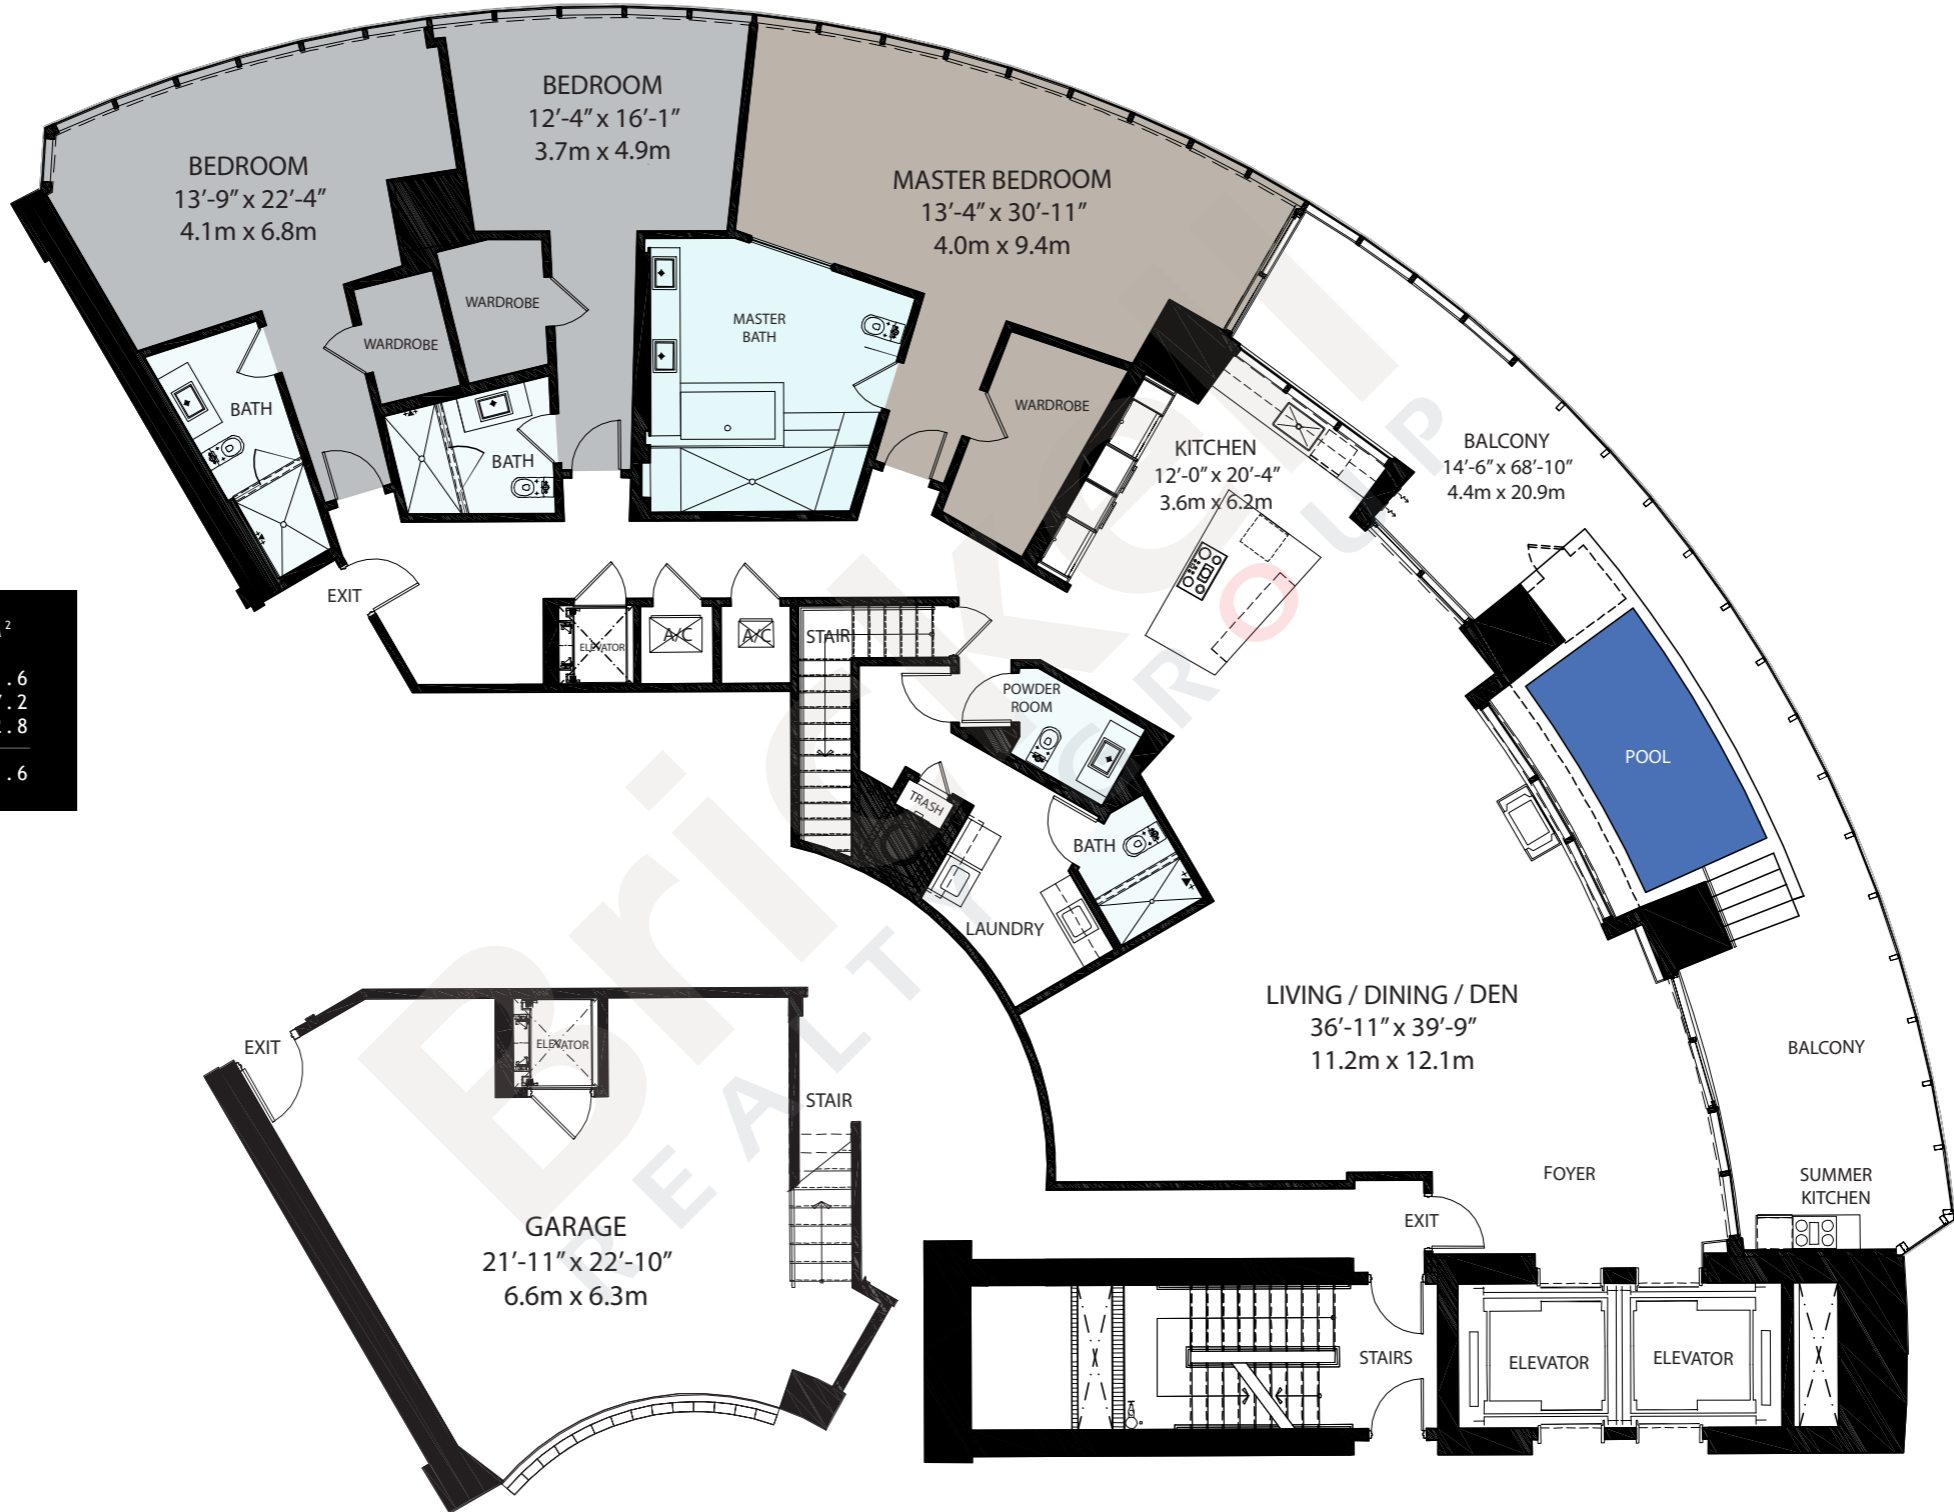 BEDROOM
12'-4" x 16'-1"
3.7m x 4.9m
BEDROOM
13'-9" x 22'-4"
4.1m x 6.8m
MASTER BEDROOM
13'-4" x 30'-11"
4.0m x 9.4m
WARDROBE
WARDROBE
MASTER
BATH
WARDROBE
BATH
BATH
KITCHEN
12'-0" x 20'-4"
3.6m x 6.2m
BALCONY
14'-6" x 68'-10"
4.4m x 20.9m
EXIT
ELEVATOR
A/C
A/C
STAIR
POWDER
ROOM
POOL
TRASH
BATH
LAUNDRY
LIVING / DINING / DEN
36'-11" x 39'-9"
11.2m x 12.1m
BALCONY
EXIT
ELEVATOR
STAIR
GARAGE
21'-11" x 22'-10"
6.6m x 6.3m
FOYER
SUMMER
KITCHEN
EXIT
STAIRS
ELEVATOR
ELEVATOR
Brickell
REALTY GROUP
2
.6
.2
.8
.6